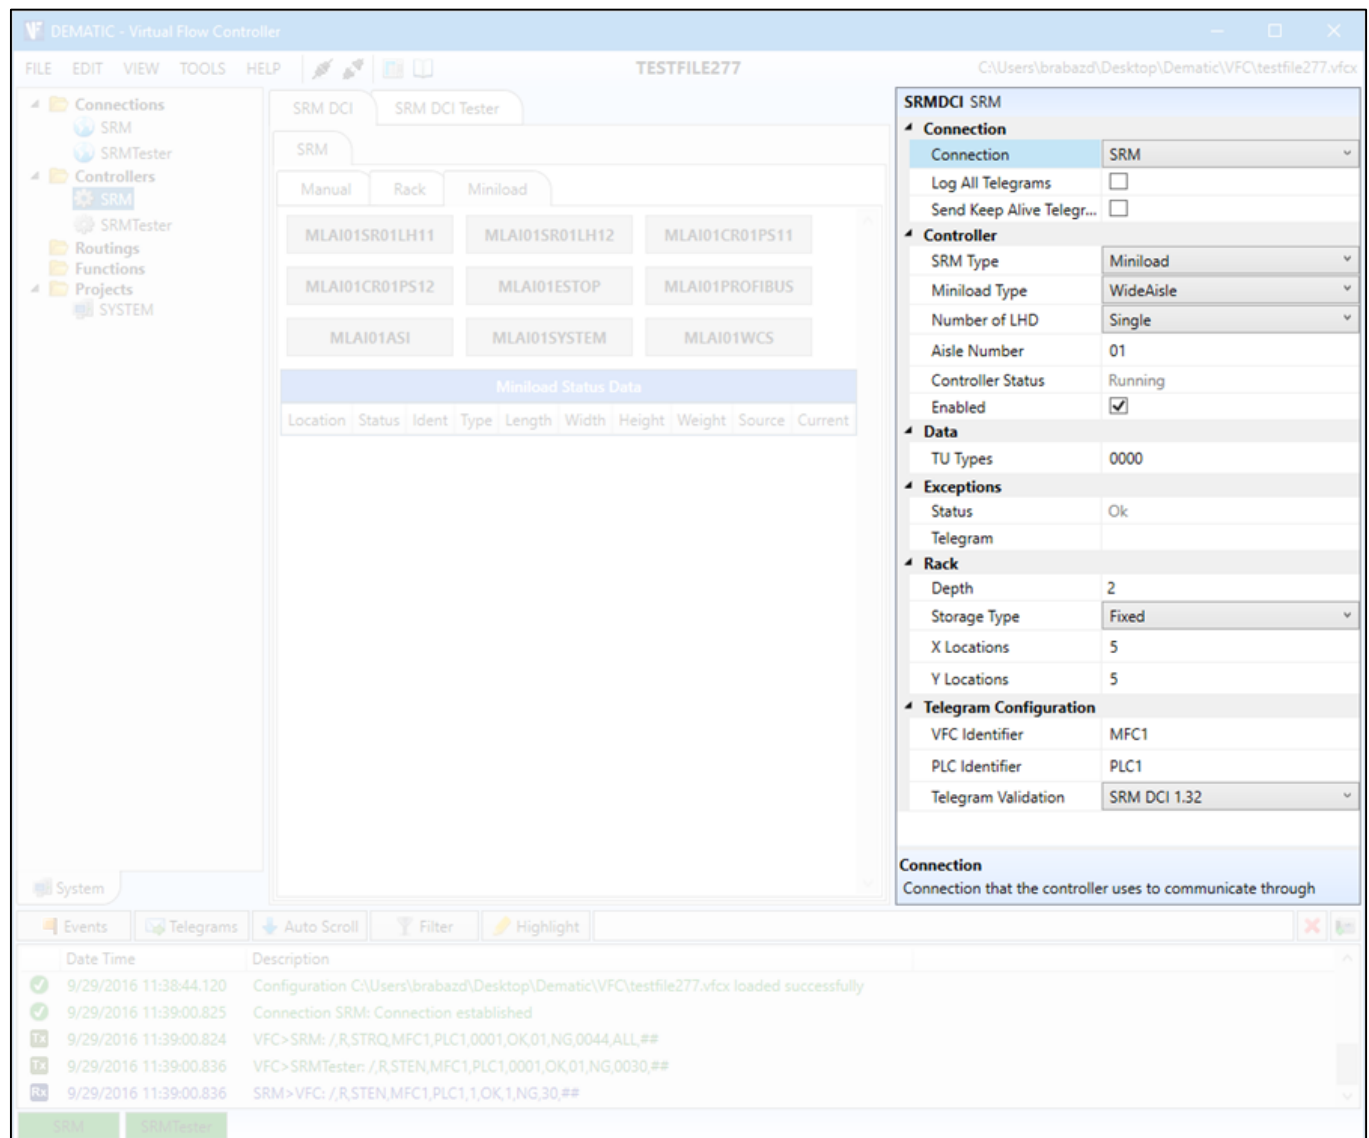 DEMATIC - Virtual Flow Controller
FILE EDIT VIEW TOOLS HELP TESTFILE277 C:\Users\brabazd\Desktop\Dematic\VFC\testfile277.vfcx
Connections
SRM
SRMTester
Controllers
SRM
SRMTester
Routings
Functions
Projects
SYSTEM
System
SRM DCI SRM DCI Tester
SRM
Manual Rack Miniload
MLAI01SR01LH11 MLAI01SR01LH12 MLAI01CR01PS11
MLAI01CR01PS12 MLAI01ESTOP MLAI01PROFIBUS
MLAI01ASI MLAI01SYSTEM MLAI01WCS
Miniload Status Data
Location Status Ident Type Length Width Height Weight Source Current
SRMDCI SRM
Connection
Connection SRM
Log All Telegrams
Send Keep Alive Telegr...
Controller
SRM Type Miniload
Miniload Type WideAisle
Number of LHD Single
Aisle Number 01
Controller Status Running
Enabled
Data
TU Types 0000
Exceptions
Status Ok
Telegram
Rack
Depth 2
Storage Type Fixed
X Locations 5
Y Locations 5
Telegram Configuration
VFC Identifier MFC1
PLC Identifier PLC1
Telegram Validation SRM DCI 1.32
Connection
Connection that the controller uses to communicate through
Events Telegrams Auto Scroll Filter Highlight
Date Time Description
9/29/2016 11:38:44.120 Configuration C:\Users\brabazd\Desktop\Dematic\VFC\testfile277.vfcx loaded successfully
9/29/2016 11:39:00.825 Connection SRM: Connection established
Tx 9/29/2016 11:39:00.824 VFC>SRM: /,R,STRQ,MFC1,PLC1,0001,OK,01,NG,0044,ALL,##
Tx 9/29/2016 11:39:00.836 VFC>SRMTester: /,R,STEN,MFC1,PLC1,0001,OK,01,NG,0030,##
Rx 9/29/2016 11:39:00.836 SRM>VFC: /,R,STEN,MFC1,PLC1,1,OK,1,NG,30,##
SRM SRMTester